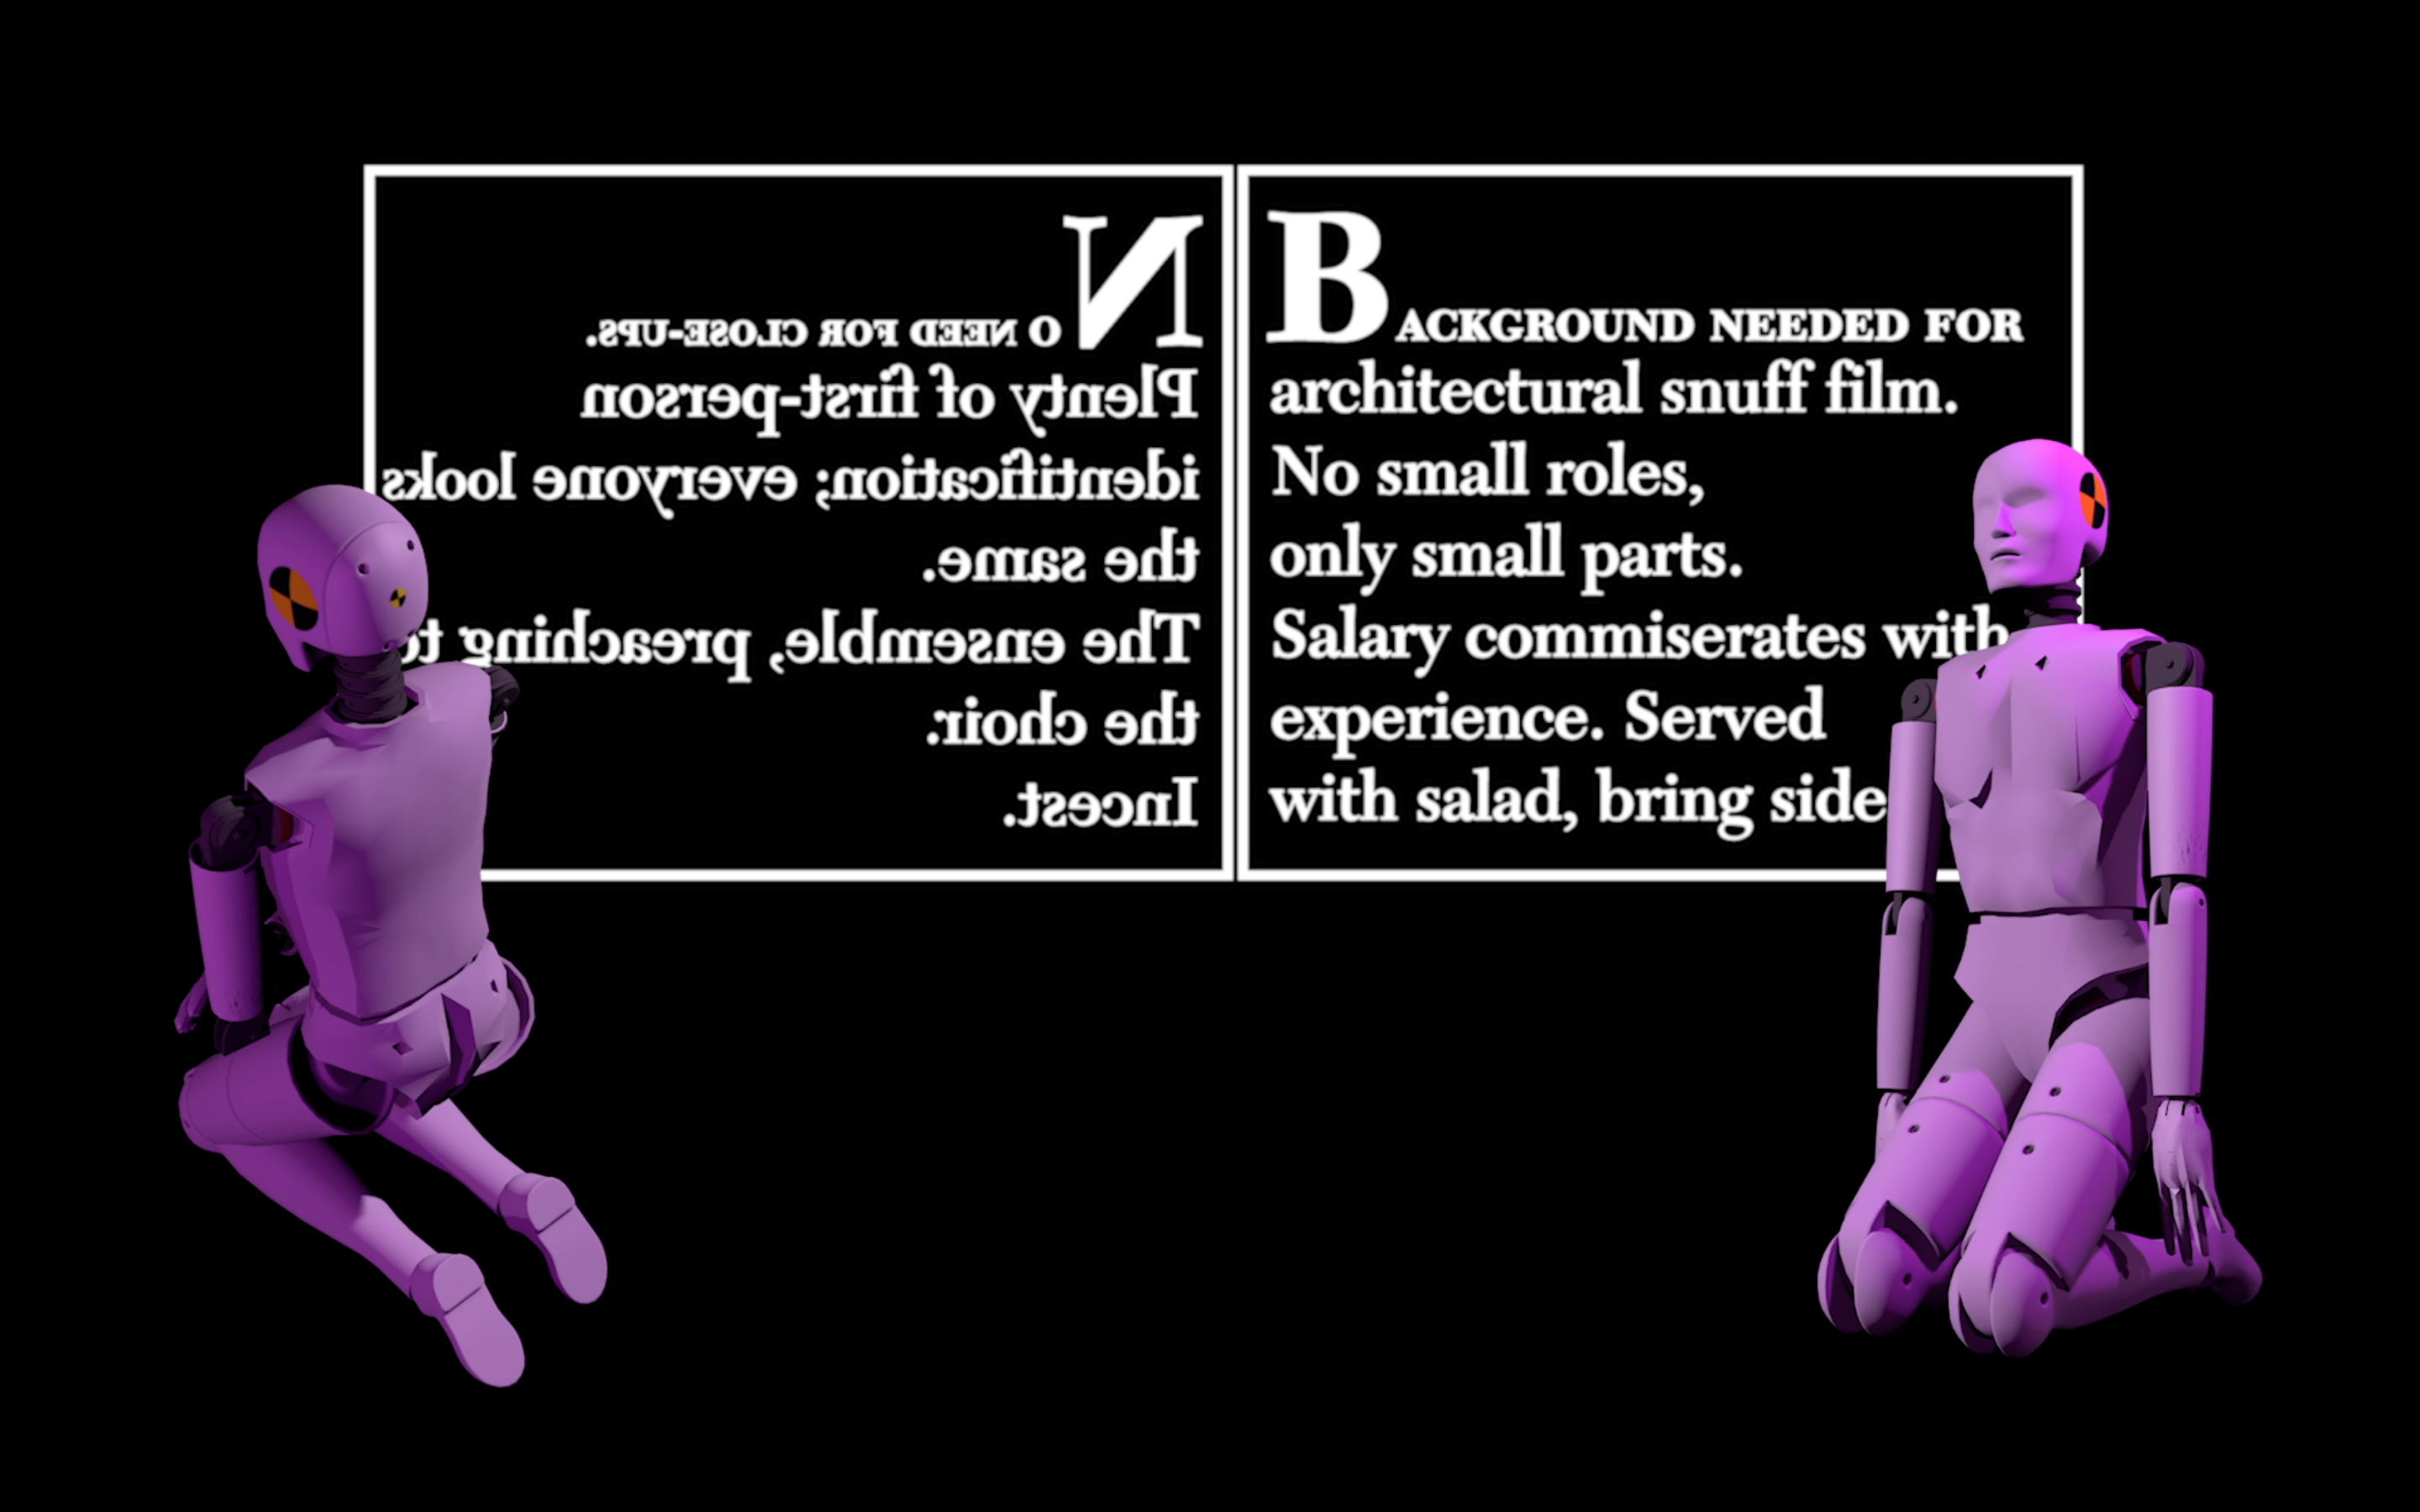 No need for close-ups.
Plenty of first-person
identification; everyone looks
the same.
The ensemble, preaching to
the choir.
Incest.
Background needed for
architectural snuff film.
No small roles,
only small parts.
Salary commiserates with
experience. Served
with salad, bring side